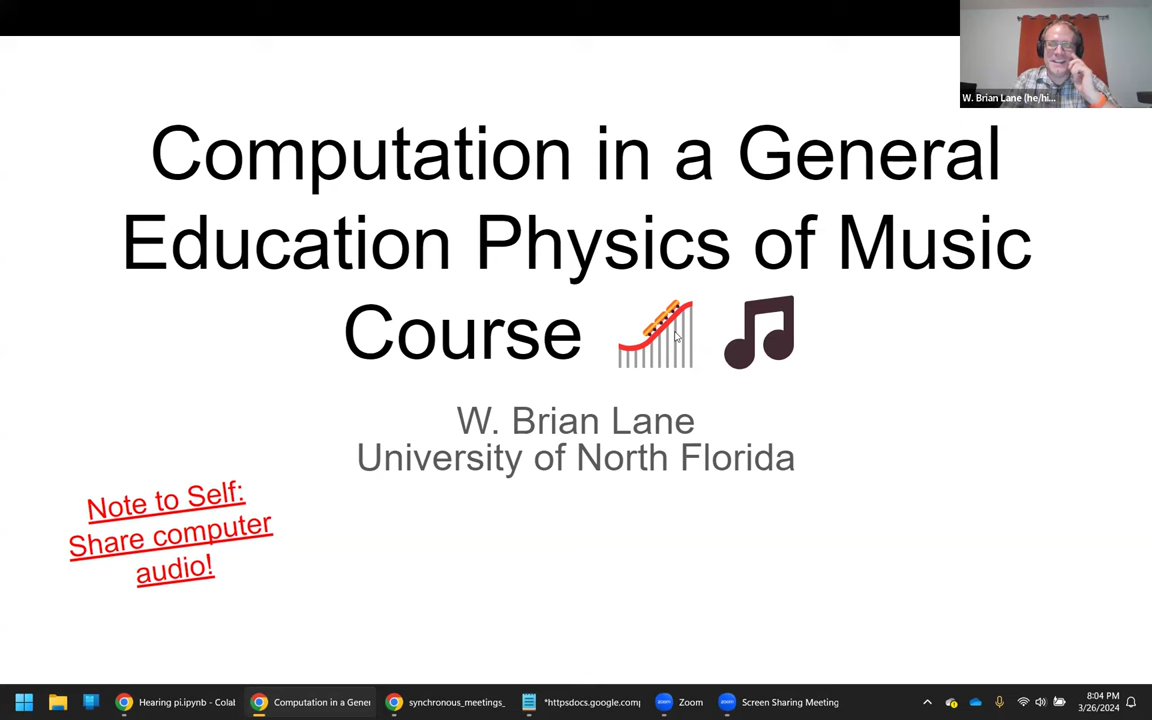 W. Brian Lane (he/hi...
Computation in a General
Education Physics of Music
Course
W. Brian Lane
University of North Florida
Note to Self:
Share computer
audio!
Hearing pi.ipynb - Colab
Computation in a Gener
synchronous_meetings_
*httpsdocs.google.comp
Zoom
Screen Sharing Meeting
8:04 PM
3/26/2024